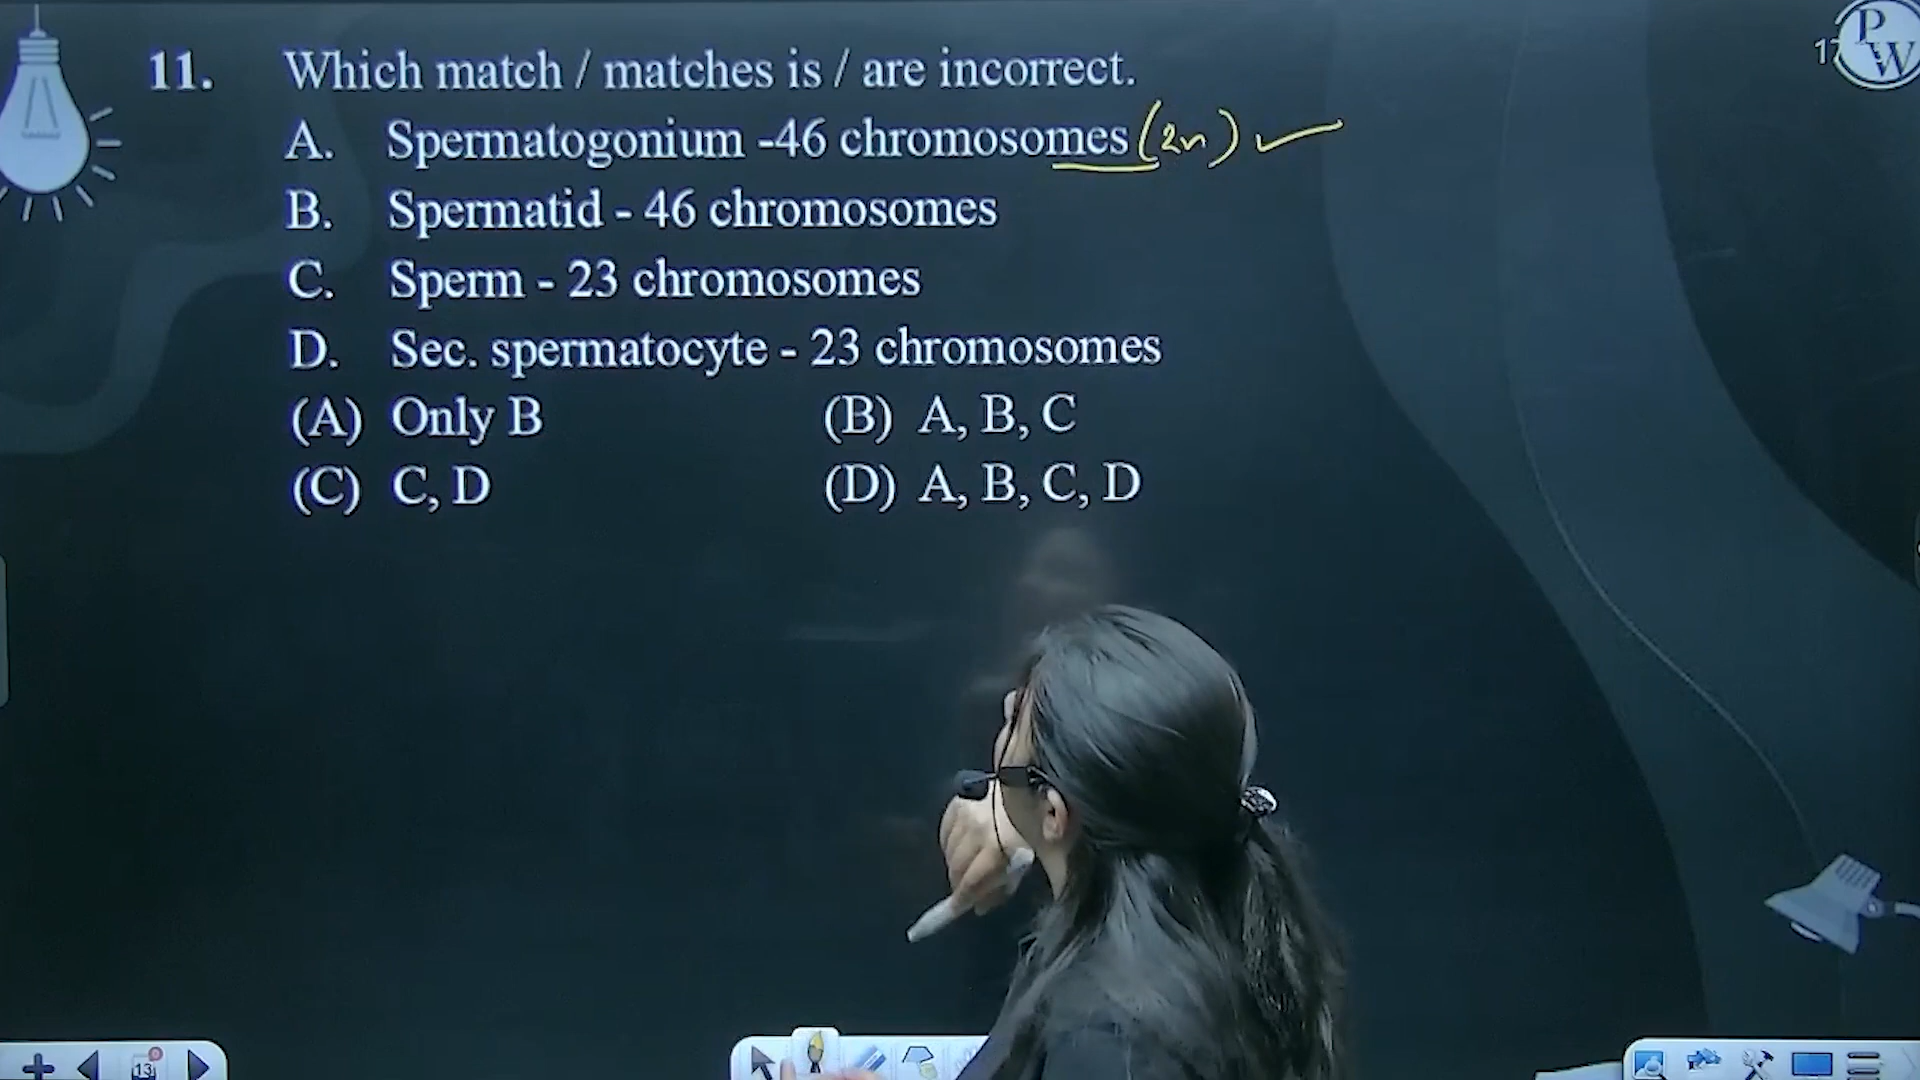 11. Which match / matches is / are incorrect.
A. Spermatogonium -46 chromosomes (2n)
B. Spermatid - 46 chromosomes
C. Sperm - 23 chromosomes
D. Sec. spermatocyte - 23 chromosomes
(A) Only B (B) A, B, C
(C) C, D (D) A, B, C, D
PW
13